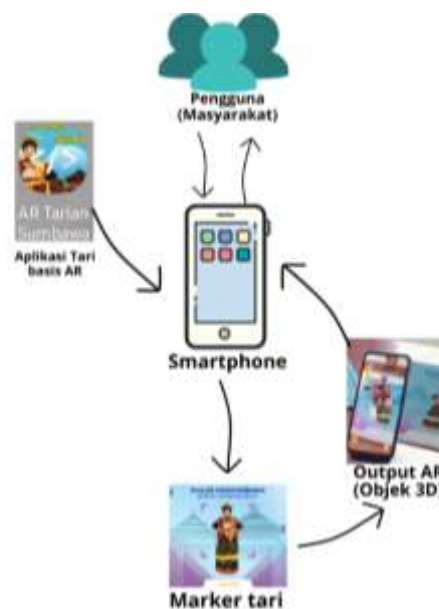 Pengguna
(Masyarakat)
AR Tarian
Sumbawa
Aplikasi Tari
basis AR
Smartphone
Output AR
(Objek 3D)
Marker tari